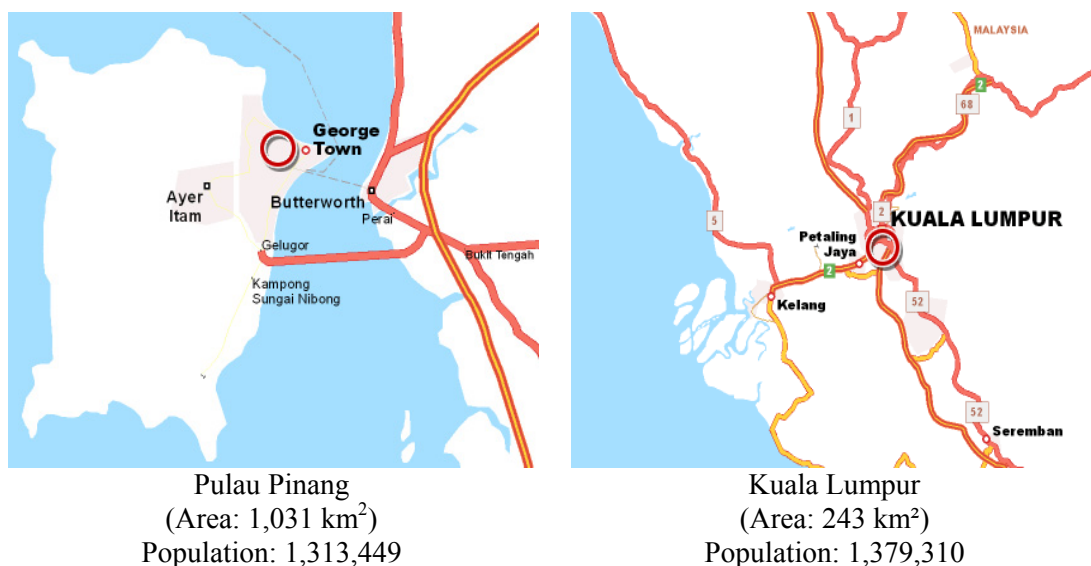 George
Town
Ayer
Itam
Butterworth
Perai
Gelugor
Bukit Tengah
Kampong
Sungai Nibong
Pulau Pinang
(Area: 1,031 km²)
Population: 1,313,449
MALAYSIA
2
68
1
5
2
KUALA LUMPUR
Petaling
Jaya
2
Kelang
52
52
Seremban
Kuala Lumpur
(Area: 243 km²)
Population: 1,379,310